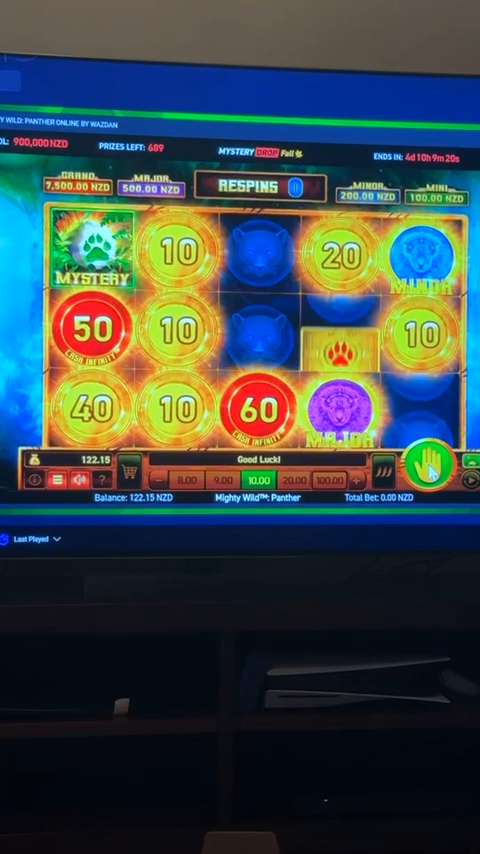 Y WILD: PANTHER ONLINE BY WAZDAN
OL: 900,000 NZD PRIZES LEFT: 689 MYSTERY DROP Fall ENDS IN: 4d 10h 9m 20s
GRAND MAJOR RESPINS 0 MINOR MINI
7,500.00 NZD 500.00 NZD 200.00 NZD 100.00 NZD
MYSTERY 10 20 MINOR
50 CASH INFINITY 10 10
40 10 60 CASH INFINITY MAJOR
122.15 Good Luck!
- 8.00 9.00 10.00 20.00 100.00 +
i ?
Balance: 122.15 NZD Mighty Wild™: Panther Total Bet: 0.00 NZD
Last Played